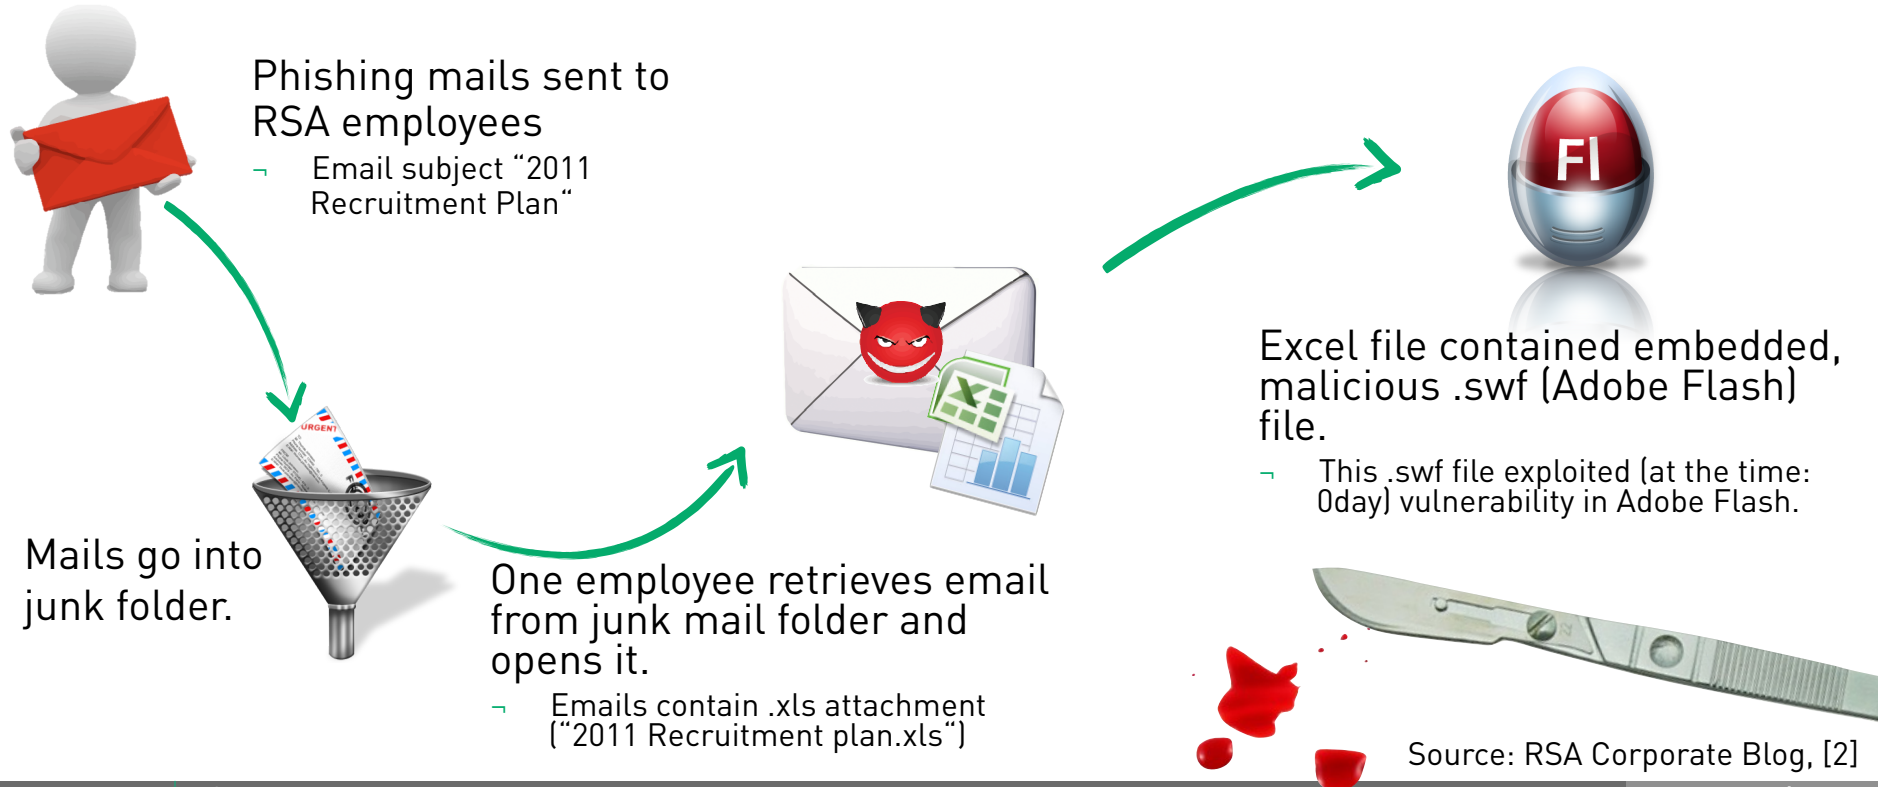 Phishing mails sent to
RSA employees
¬ Email subject “2011
Recruitment Plan“
Fl
URGENT
Mails go into
junk folder.
One employee retrieves email
from junk mail folder and
opens it.
¬ Emails contain .xls attachment
(“2011 Recruitment plan.xls“)
Excel file contained embedded,
malicious .swf (Adobe Flash)
file.
¬ This .swf file exploited (at the time:
0day) vulnerability in Adobe Flash.
22
Source: RSA Corporate Blog, [2]